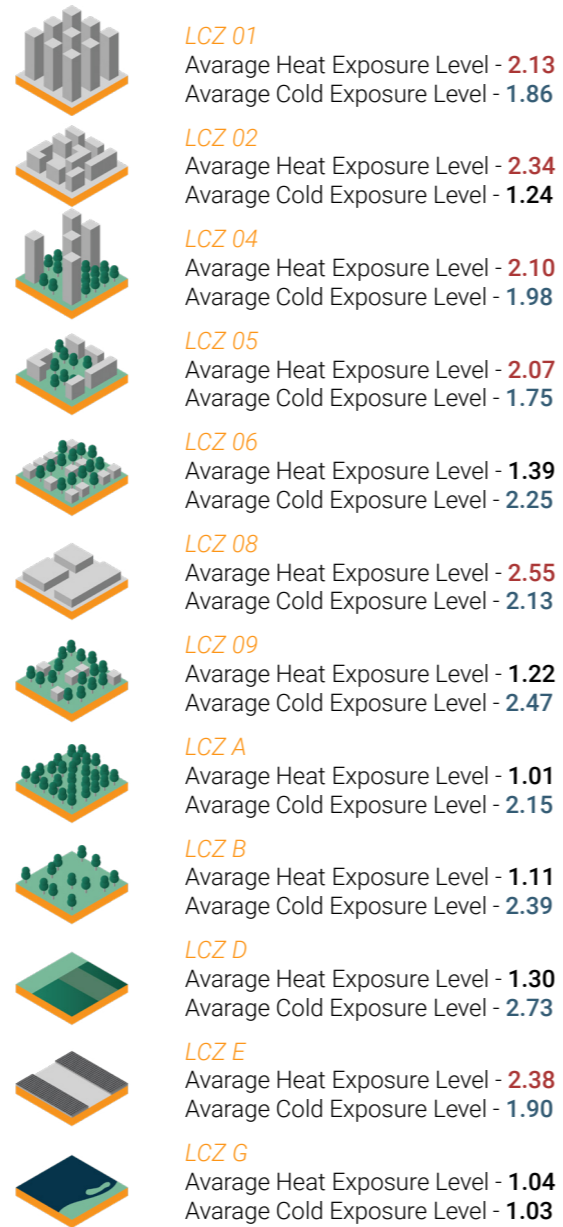 LCZ 01
Avarage Heat Exposure Level - 2.13
Avarage Cold Exposure Level - 1.86
LCZ 02
Avarage Heat Exposure Level - 2.34
Avarage Cold Exposure Level - 1.24
LCZ 04
Avarage Heat Exposure Level - 2.10
Avarage Cold Exposure Level - 1.98
LCZ 05
Avarage Heat Exposure Level - 2.07
Avarage Cold Exposure Level - 1.75
LCZ 06
Avarage Heat Exposure Level - 1.39
Avarage Cold Exposure Level - 2.25
LCZ 08
Avarage Heat Exposure Level - 2.55
Avarage Cold Exposure Level - 2.13
LCZ 09
Avarage Heat Exposure Level - 1.22
Avarage Cold Exposure Level - 2.47
LCZ A
Avarage Heat Exposure Level - 1.01
Avarage Cold Exposure Level - 2.15
LCZ B
Avarage Heat Exposure Level - 1.11
Avarage Cold Exposure Level - 2.39
LCZ D
Avarage Heat Exposure Level - 1.30
Avarage Cold Exposure Level - 2.73
LCZ E
Avarage Heat Exposure Level - 2.38
Avarage Cold Exposure Level - 1.90
LCZ G
Avarage Heat Exposure Level - 1.04
Avarage Cold Exposure Level - 1.03